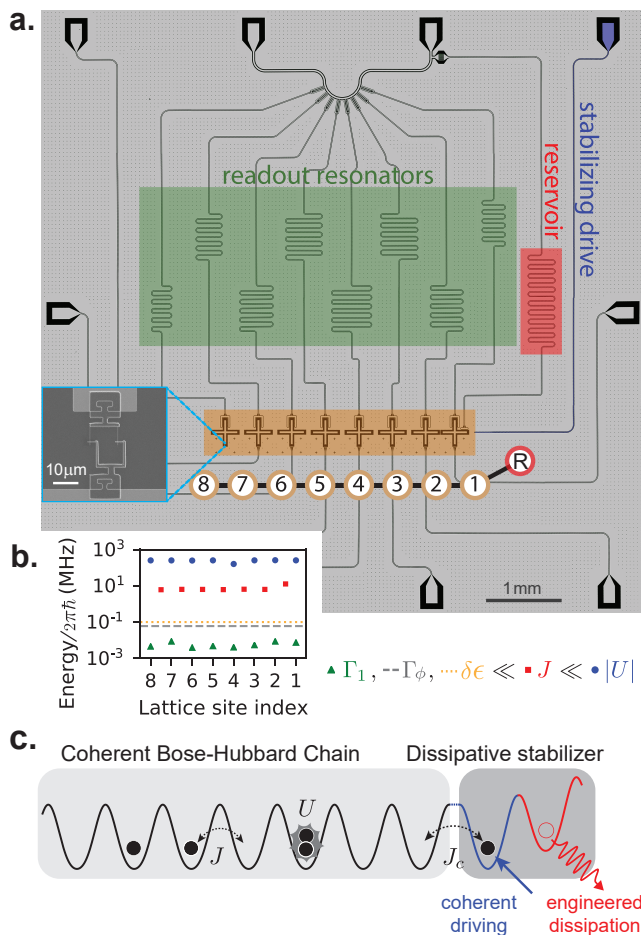 a.
readout resonators
reservoir
stabilizing drive
10μm
8 7 6 5 4 3 2 1 R
1mm
b.
Energy/2πℏ (MHz)
10³
10¹
10⁻¹
10⁻³
8 7 6 5 4 3 2 1
Lattice site index
▲ Γ₁ , --Γϕ, ····δϵ ≪ ■ J ≪ •|U|
c.
Coherent Bose-Hubbard Chain
Dissipative stabilizer
U
J
J_c
coherent
driving
engineered
dissipation